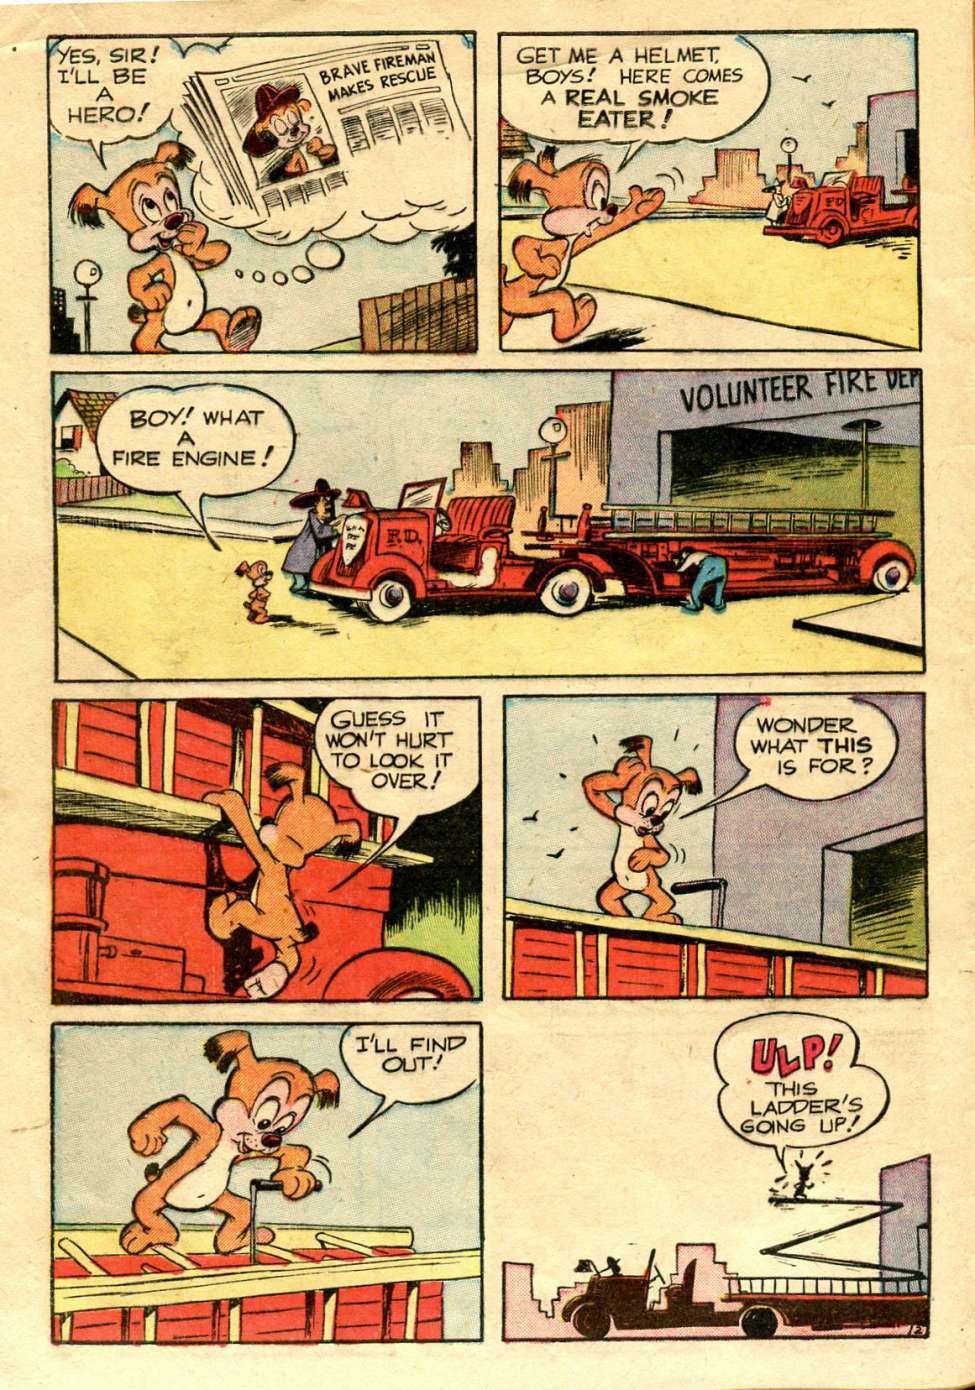 YES, SIR!
I'LL BE
A
HERO!
BRAVE FIREMAN
MAKES RESCUE
GET ME A HELMET,
BOYS! HERE COMES
A REAL SMOKE
EATER!
F.D.
BOY! WHAT
A
FIRE ENGINE!
VOLUNTEER FIRE DEP
F.D.
GUESS IT
WON'T HURT
TO LOOK IT
OVER!
WONDER
WHAT THIS
IS FOR?
I'LL FIND
OUT!
ULP!
THIS
LADDER'S
GOING UP!